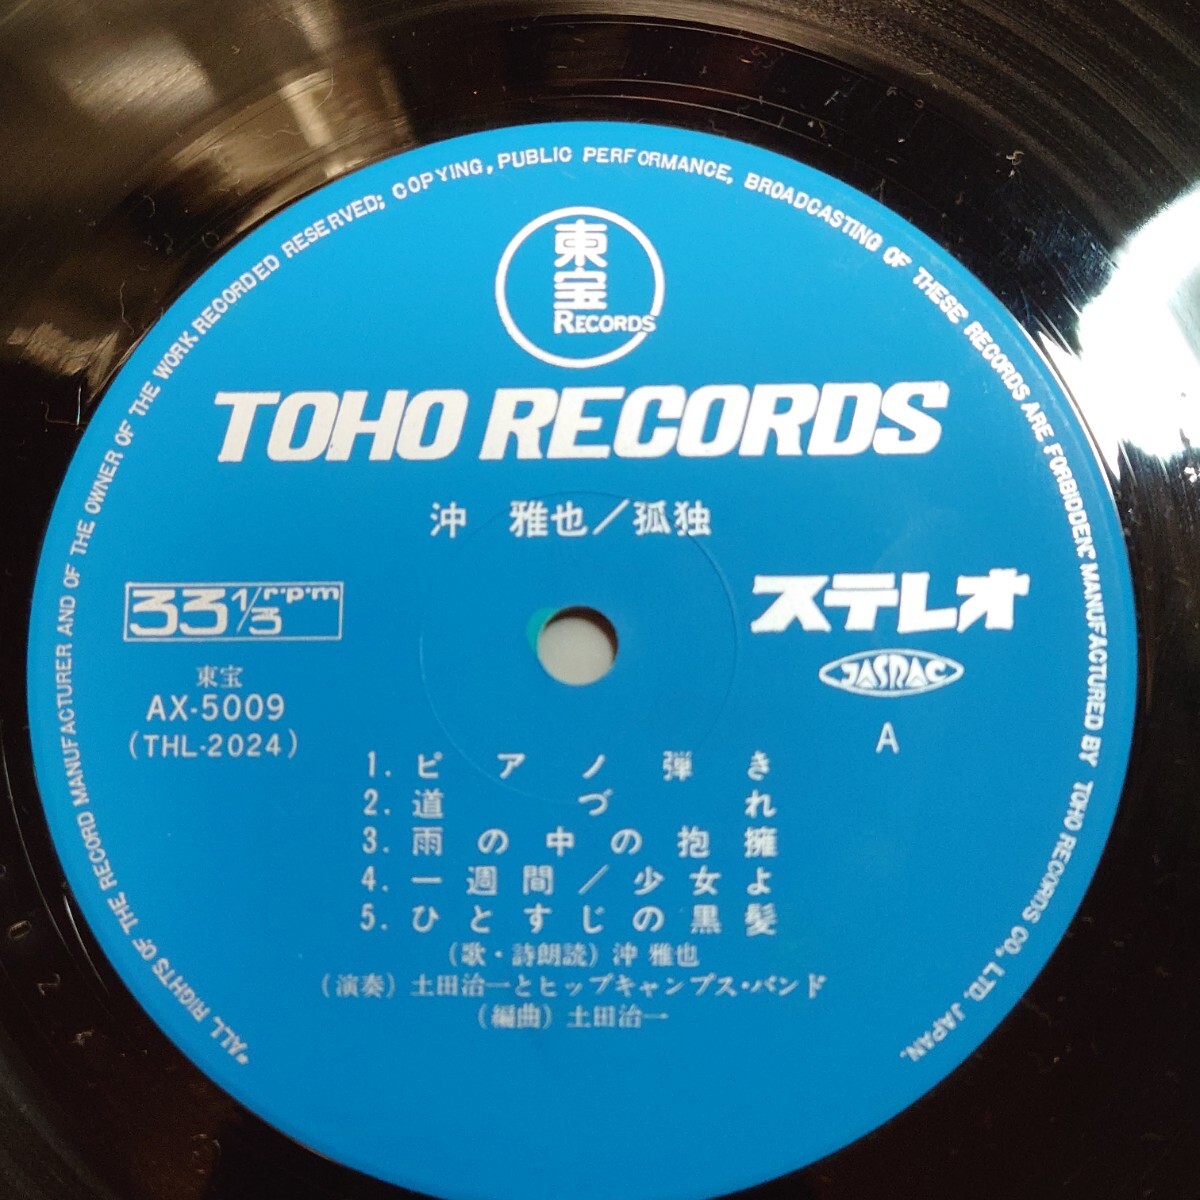 *ALL RIGHTS OF THE RECORD MANUFACTURER AND OF THE OWNER OF THE WORK RECORDED RESERVED; COPYING, PUBLIC PERFORMANCE, BROADCASTING OF THESE RECORDS ARE FORBIDDEN.* MANUFACTURED BY TOHO RECORDS CO., LTD. JAPAN.
東宝
RECORDS
TOHO RECORDS
沖 雅也/孤独
33 1/3 rpm
ステレオ
JASRAC
東宝
AX-5009
(THL-2024)
A
1. ピアノ弾き
2. 道づれ
3. 雨の中の抱擁
4. 一週間/少女よ
5. ひとすじの黒髪
(歌・詩朗読) 沖 雅也
(演奏) 土田治一とヒップキャンプス・バンド
(編曲) 土田治一